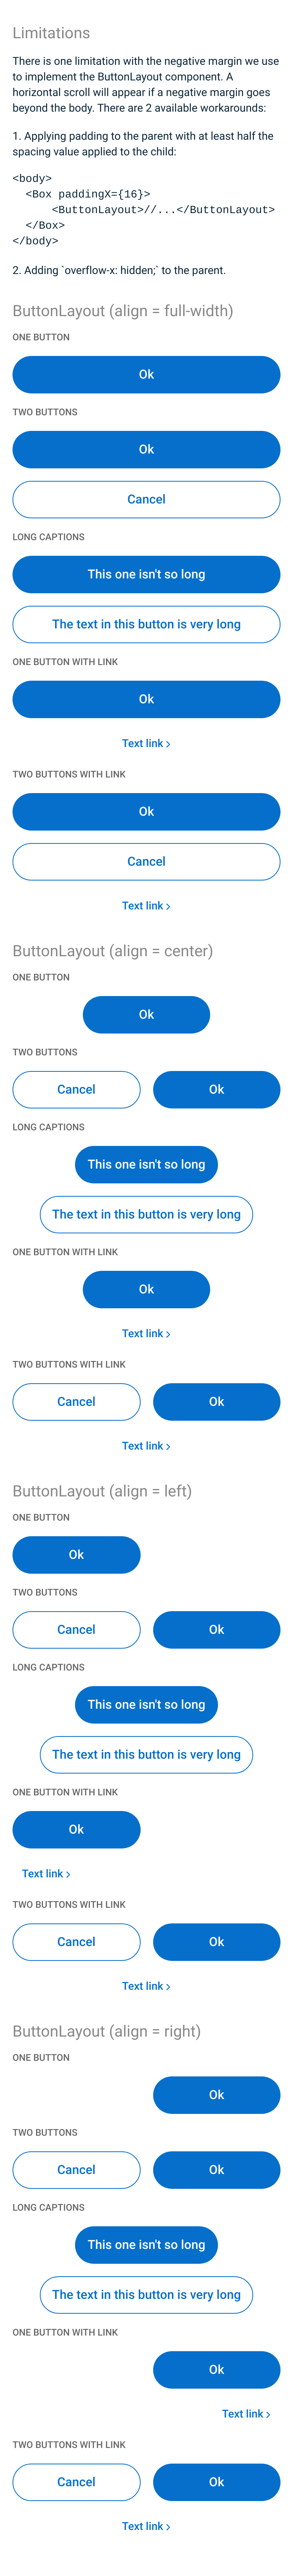 Limitations
There is one limitation with the negative margin we use
to implement the ButtonLayout component. A
horizontal scroll will appear if a negative margin goes
beyond the body. There are 2 available workarounds:
1. Applying padding to the parent with at least half the
spacing value applied to the child:
<body>
  <Box paddingX={16}>
      <ButtonLayout>//...</ButtonLayout>
  </Box>
</body>
2. Adding `overflow-x: hidden;` to the parent.
ButtonLayout (align = full-width)
ONE BUTTON
Ok
TWO BUTTONS
Ok
Cancel
LONG CAPTIONS
This one isn't so long
The text in this button is very long
ONE BUTTON WITH LINK
Ok
Text link >
TWO BUTTONS WITH LINK
Ok
Cancel
Text link >
ButtonLayout (align = center)
ONE BUTTON
Ok
TWO BUTTONS
Cancel Ok
LONG CAPTIONS
This one isn't so long
The text in this button is very long
ONE BUTTON WITH LINK
Ok
Text link >
TWO BUTTONS WITH LINK
Cancel Ok
Text link >
ButtonLayout (align = left)
ONE BUTTON
Ok
TWO BUTTONS
Cancel Ok
LONG CAPTIONS
This one isn't so long
The text in this button is very long
ONE BUTTON WITH LINK
Ok
Text link >
TWO BUTTONS WITH LINK
Cancel Ok
Text link >
ButtonLayout (align = right)
ONE BUTTON
Ok
TWO BUTTONS
Cancel Ok
LONG CAPTIONS
This one isn't so long
The text in this button is very long
ONE BUTTON WITH LINK
Ok
Text link >
TWO BUTTONS WITH LINK
Cancel Ok
Text link >